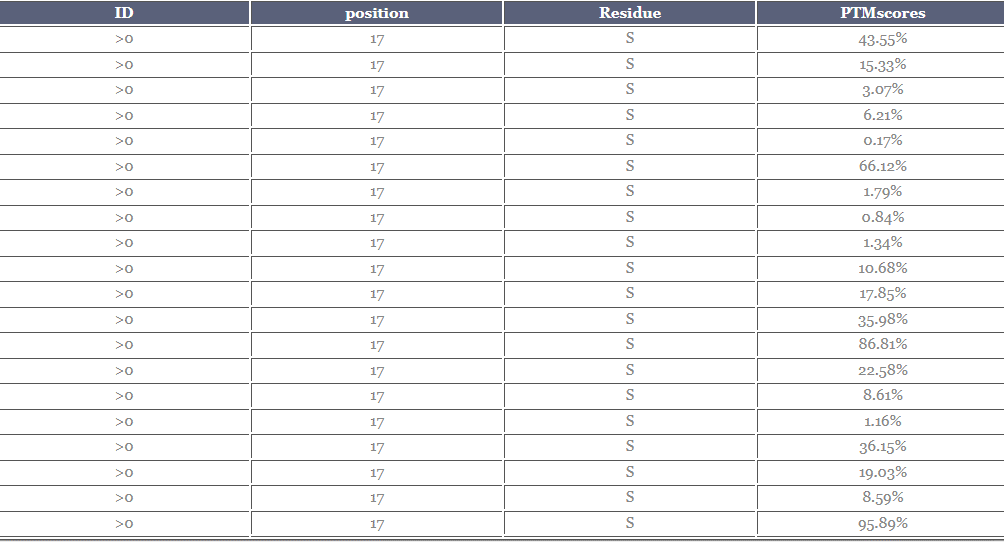 ID position Residue PTMscores
>0 17 S 43.55%
>0 17 S 15.33%
>0 17 S 3.07%
>0 17 S 6.21%
>0 17 S 0.17%
>0 17 S 66.12%
>0 17 S 1.79%
>0 17 S 0.84%
>0 17 S 1.34%
>0 17 S 10.68%
>0 17 S 17.85%
>0 17 S 35.98%
>0 17 S 86.81%
>0 17 S 22.58%
>0 17 S 8.61%
>0 17 S 1.16%
>0 17 S 36.15%
>0 17 S 19.03%
>0 17 S 8.59%
>0 17 S 95.89%